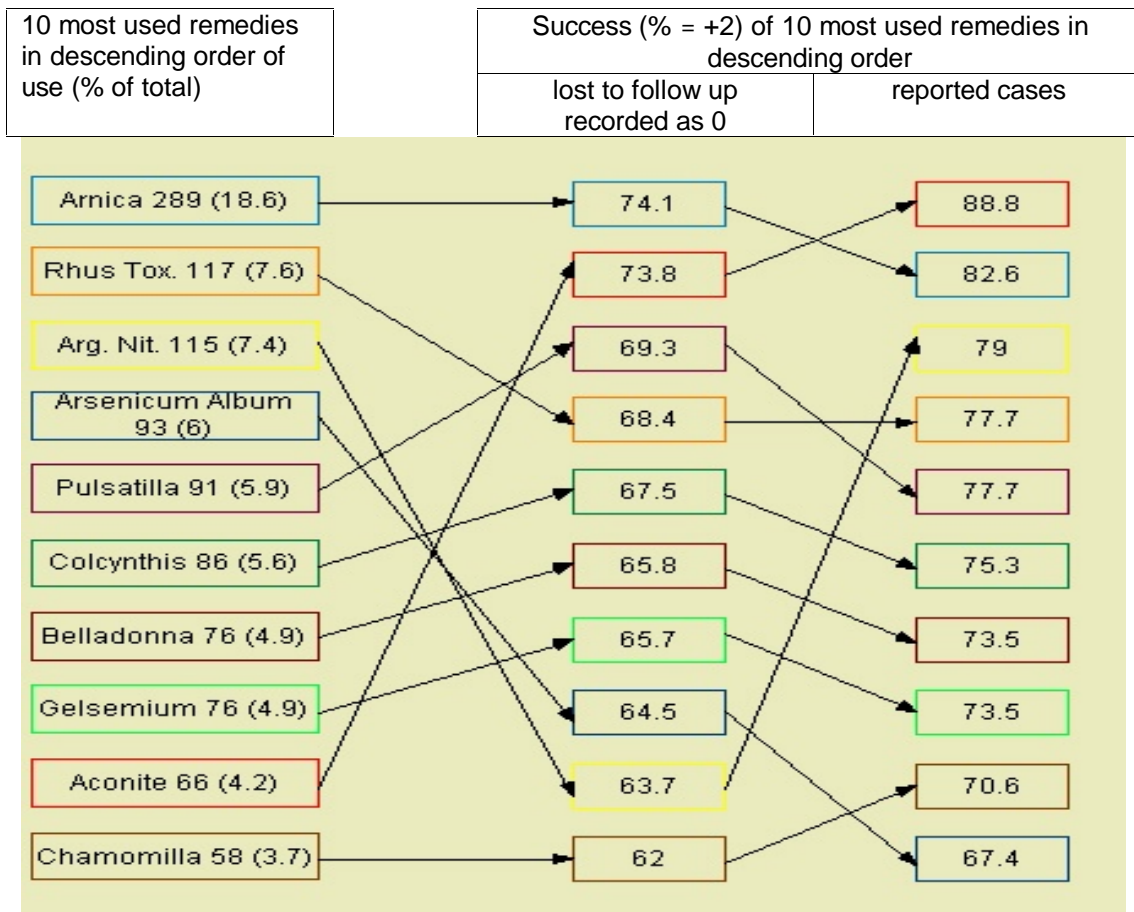 10 most used remedies
in descending order of
use (% of total)
Success (% = +2) of 10 most used remedies in
descending order
lost to follow up
recorded as 0
reported cases
Arnica 289 (18.6)
74.1
88.8
Rhus Tox. 117 (7.6)
73.8
82.6
Arg. Nit. 115 (7.4)
69.3
79
Arsenicum Album
93 (6)
68.4
77.7
Pulsatilla 91 (5.9)
67.5
77.7
Colcynthis 86 (5.6)
65.8
75.3
Belladonna 76 (4.9)
65.7
73.5
Gelsemium 76 (4.9)
64.5
73.5
Aconite 66 (4.2)
63.7
70.6
Chamomilla 58 (3.7)
62
67.4